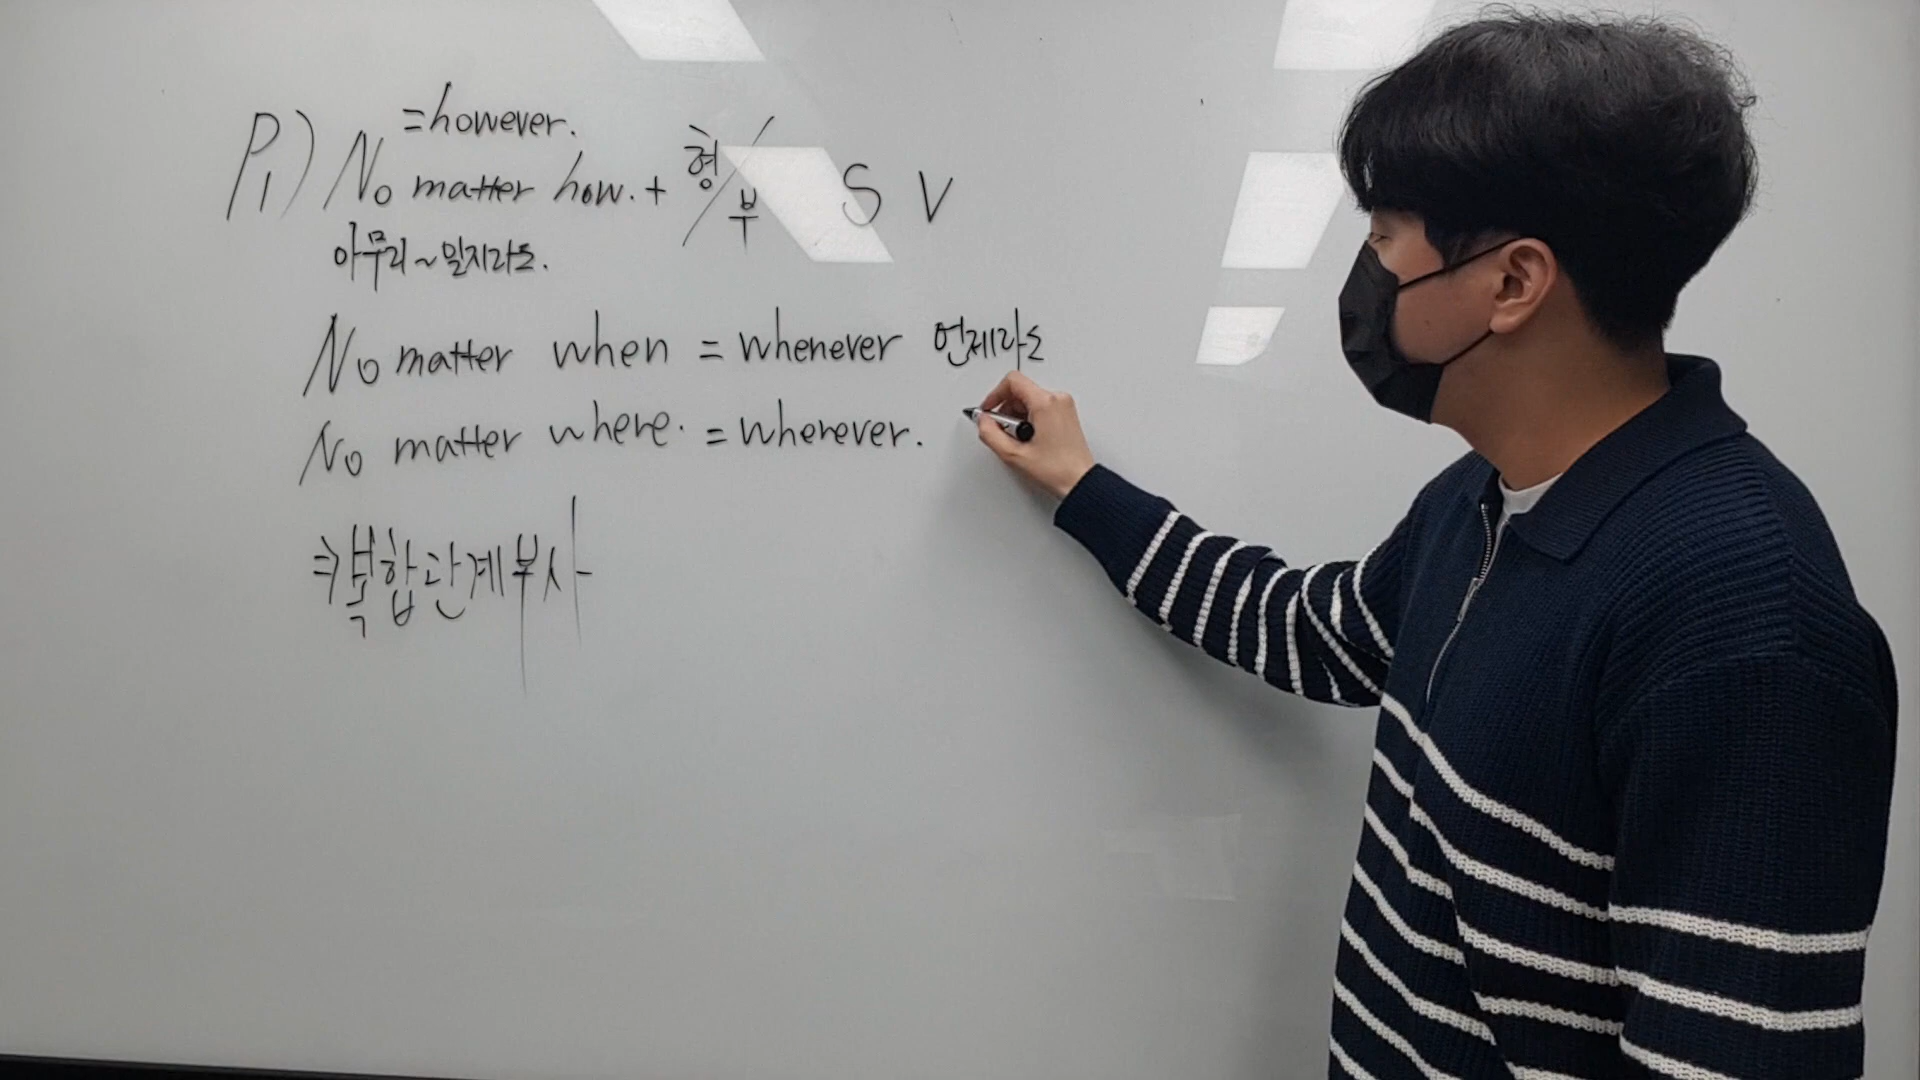 =however.
P1) No matter how. + 형/부 S V
아무리~일지라도.
No matter when = whenever 언제라도
No matter where. = wherever.
⇒복합관계부사